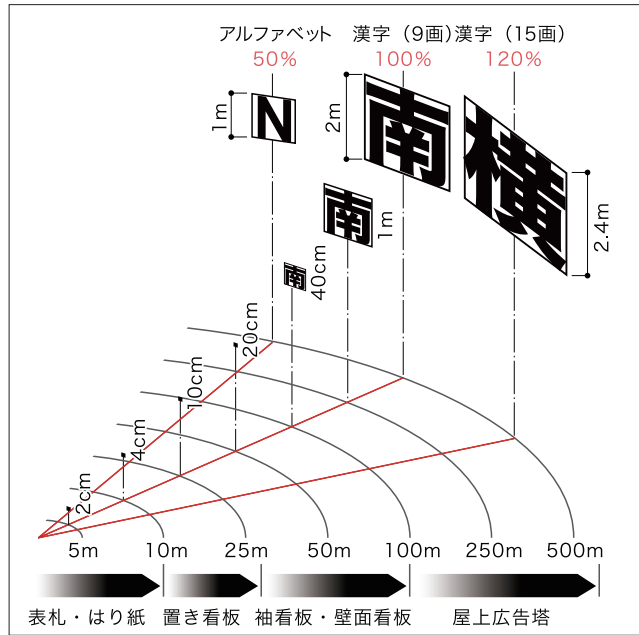 アルファベット 漢字（9画） 漢字（15画）
50% 100% 120%
1m N 2m 南 横 2.4m
南 1m
南 40cm
20cm
10cm
4cm
2cm
5m 10m 25m 50m 100m 250m 500m
表札・はり紙 置き看板 袖看板・壁面看板 屋上広告塔